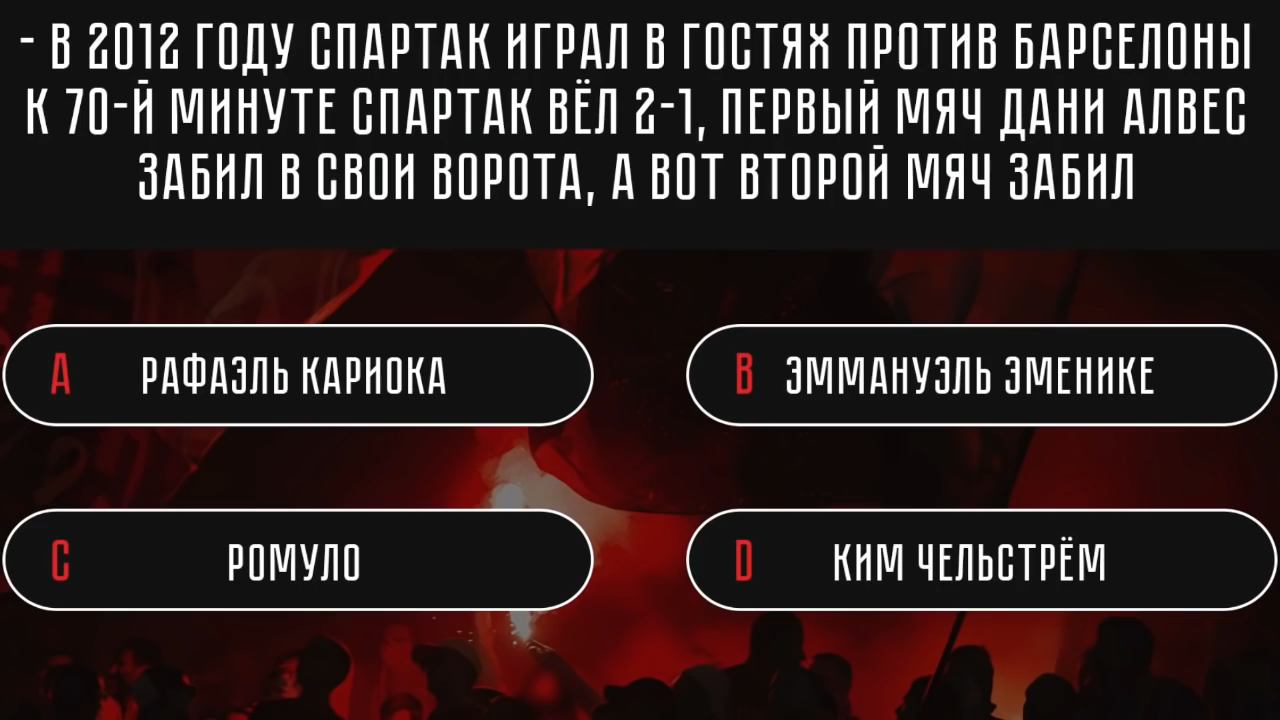 - В 2012 ГОДУ СПАРТАК ИГРАЛ В ГОСТЯХ ПРОТИВ БАРСЕЛОНЫ
К 70-Й МИНУТЕ СПАРТАК ВЁЛ 2-1, ПЕРВЫЙ МЯЧ ДАНИ АЛВЕС
ЗАБИЛ В СВОИ ВОРОТА, А ВОТ ВТОРОЙ МЯЧ ЗАБИЛ
A РАФАЭЛЬ КАРИОКА
B ЭММАНУЭЛЬ ЭМЕНИКЕ
C РОМУЛО
D КИМ ЧЕЛЬСТРЁМ